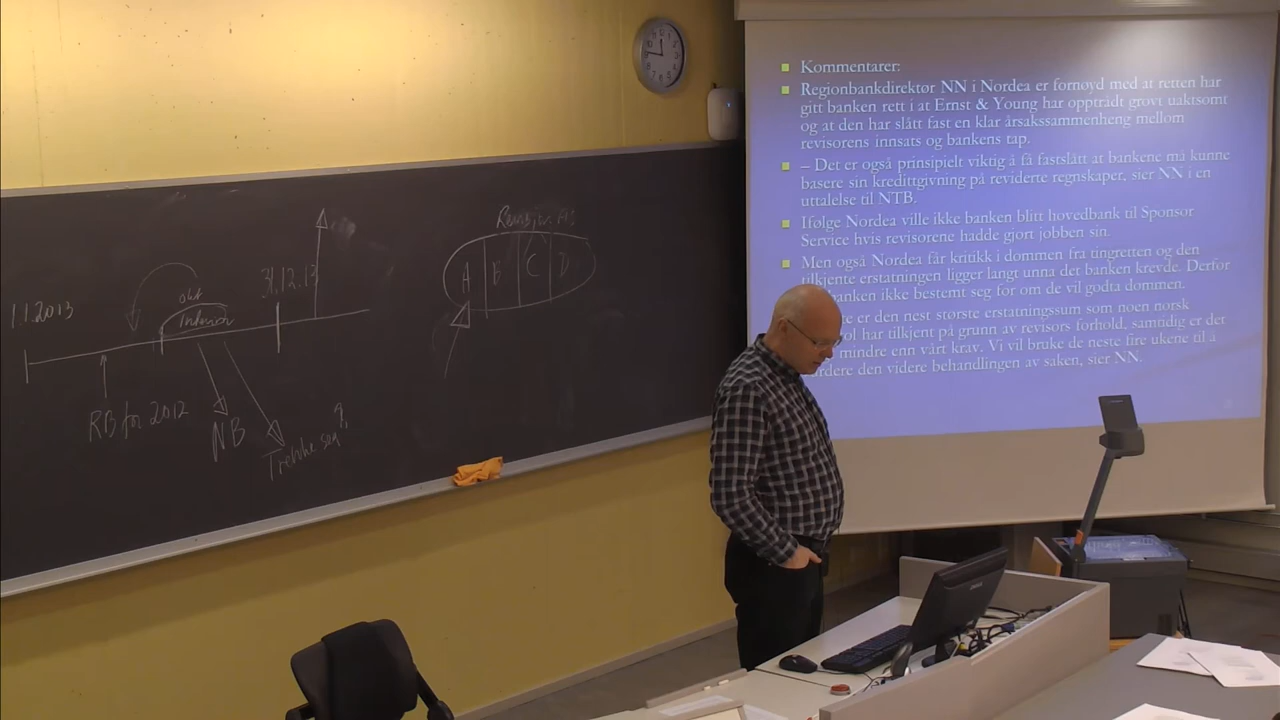 1.1.2013
okt
Interim
31.12.13
RB for 2012
NB
Trekke seg?
Revisjon
A B C D
Kommentarer:
Regionbankdirektør NN i Nordea er fornøyd med at retten har
gitt banken rett i at Ernst & Young har opptrådt grovt uaktsomt
og at den har slått fast en klar årsakssammenheng mellom
revisorens innsats og bankens tap.
– Det er også prinsipielt viktig å få fastslått at bankene må kunne
basere sin kredittgivning på reviderte regnskaper, sier NN i en
uttalelse til NTB.
Ifølge Nordea ville ikke banken blitt hovedbank til Sponsor
Service hvis revisorene hadde gjort jobben sin.
Men også Nordea får kritikk i dommen fra tingretten og den
tilkjente erstatningen ligger langt unna det banken krevde. Derfor
banken ikke bestemt seg for om de vil godta dommen.
er den nest største erstatningssum som noen norsk
har tilkjent på grunn av revisors forhold, samtidig er det
mindre enn vårt krav. Vi vil bruke de neste fire ukene til å
den videre behandlingen av saken, sier NN.